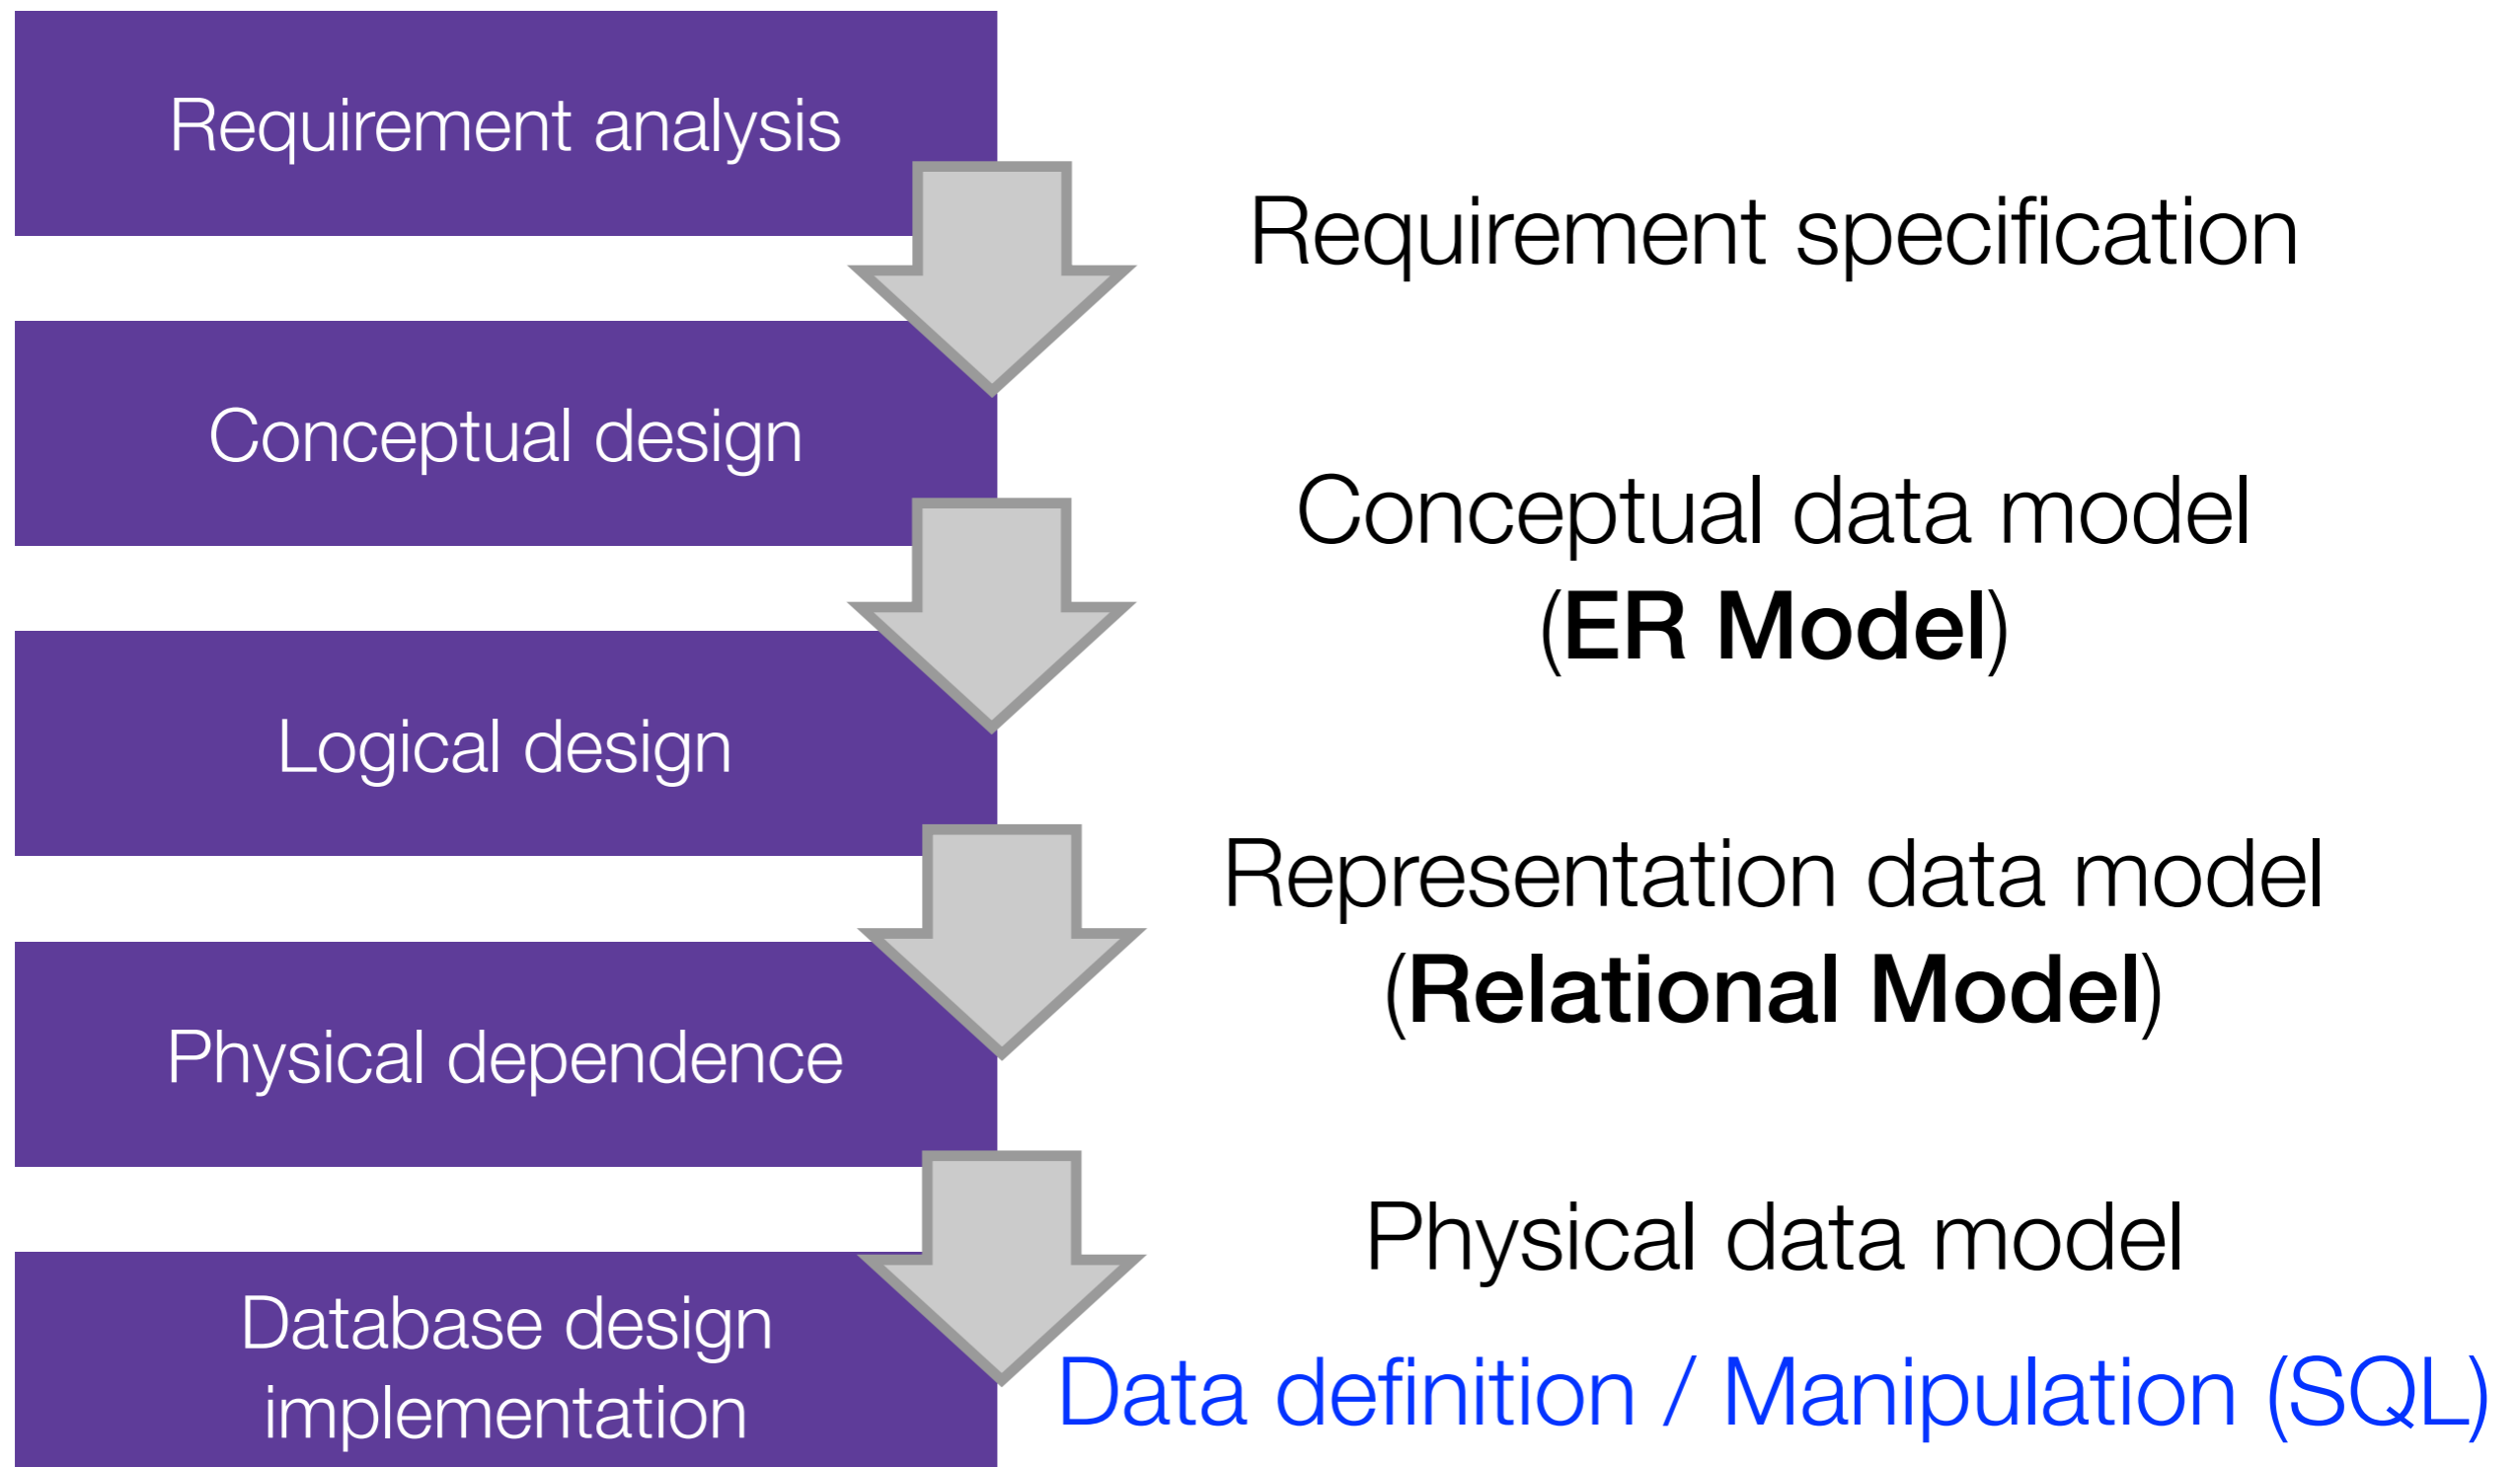 Requirement analysis
Requirement specification
Conceptual design
Conceptual data model
(ER Model)
Logical design
Representation data model
(Relational Model)
Physical dependence
Physical data model
Database design
implementation
Data definition / Manipulation (SQL)